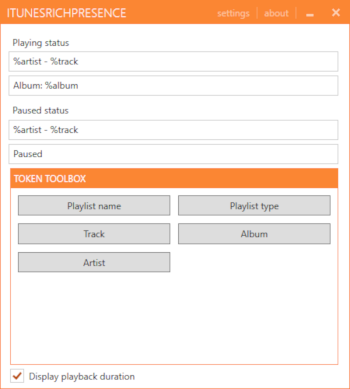 ITUNESRICHPRESENCE settings about
Playing status
%artist - %track
Album: %album
Paused status
%artist - %track
Paused
TOKEN TOOLBOX
Playlist name Playlist type
Track Album
Artist
Display playback duration